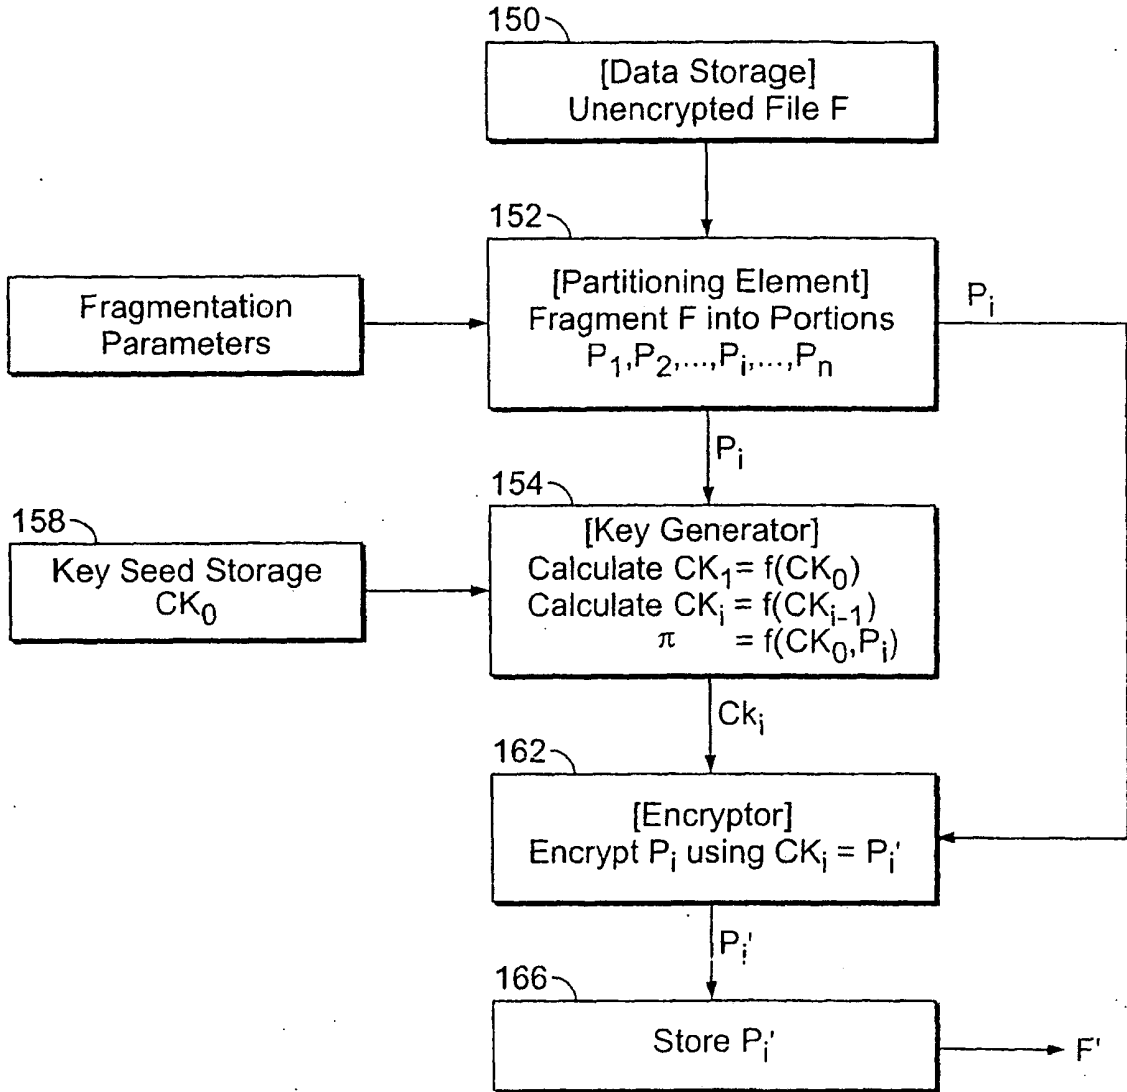 150
[Data Storage]
Unencrypted File F
152
[Partitioning Element]
Fragment F into Portions
P1,P2,...,Pi,...,Pn
Pi
Fragmentation
Parameters
Pi
154
[Key Generator]
Calculate CK1 = f(CK0)
Calculate CKi = f(CKi-1)
π = f(CK0,Pi)
158
Key Seed Storage
CK0
Cki
162
[Encryptor]
Encrypt Pi using CKi = Pi'
Pi'
166
Store Pi'
F'